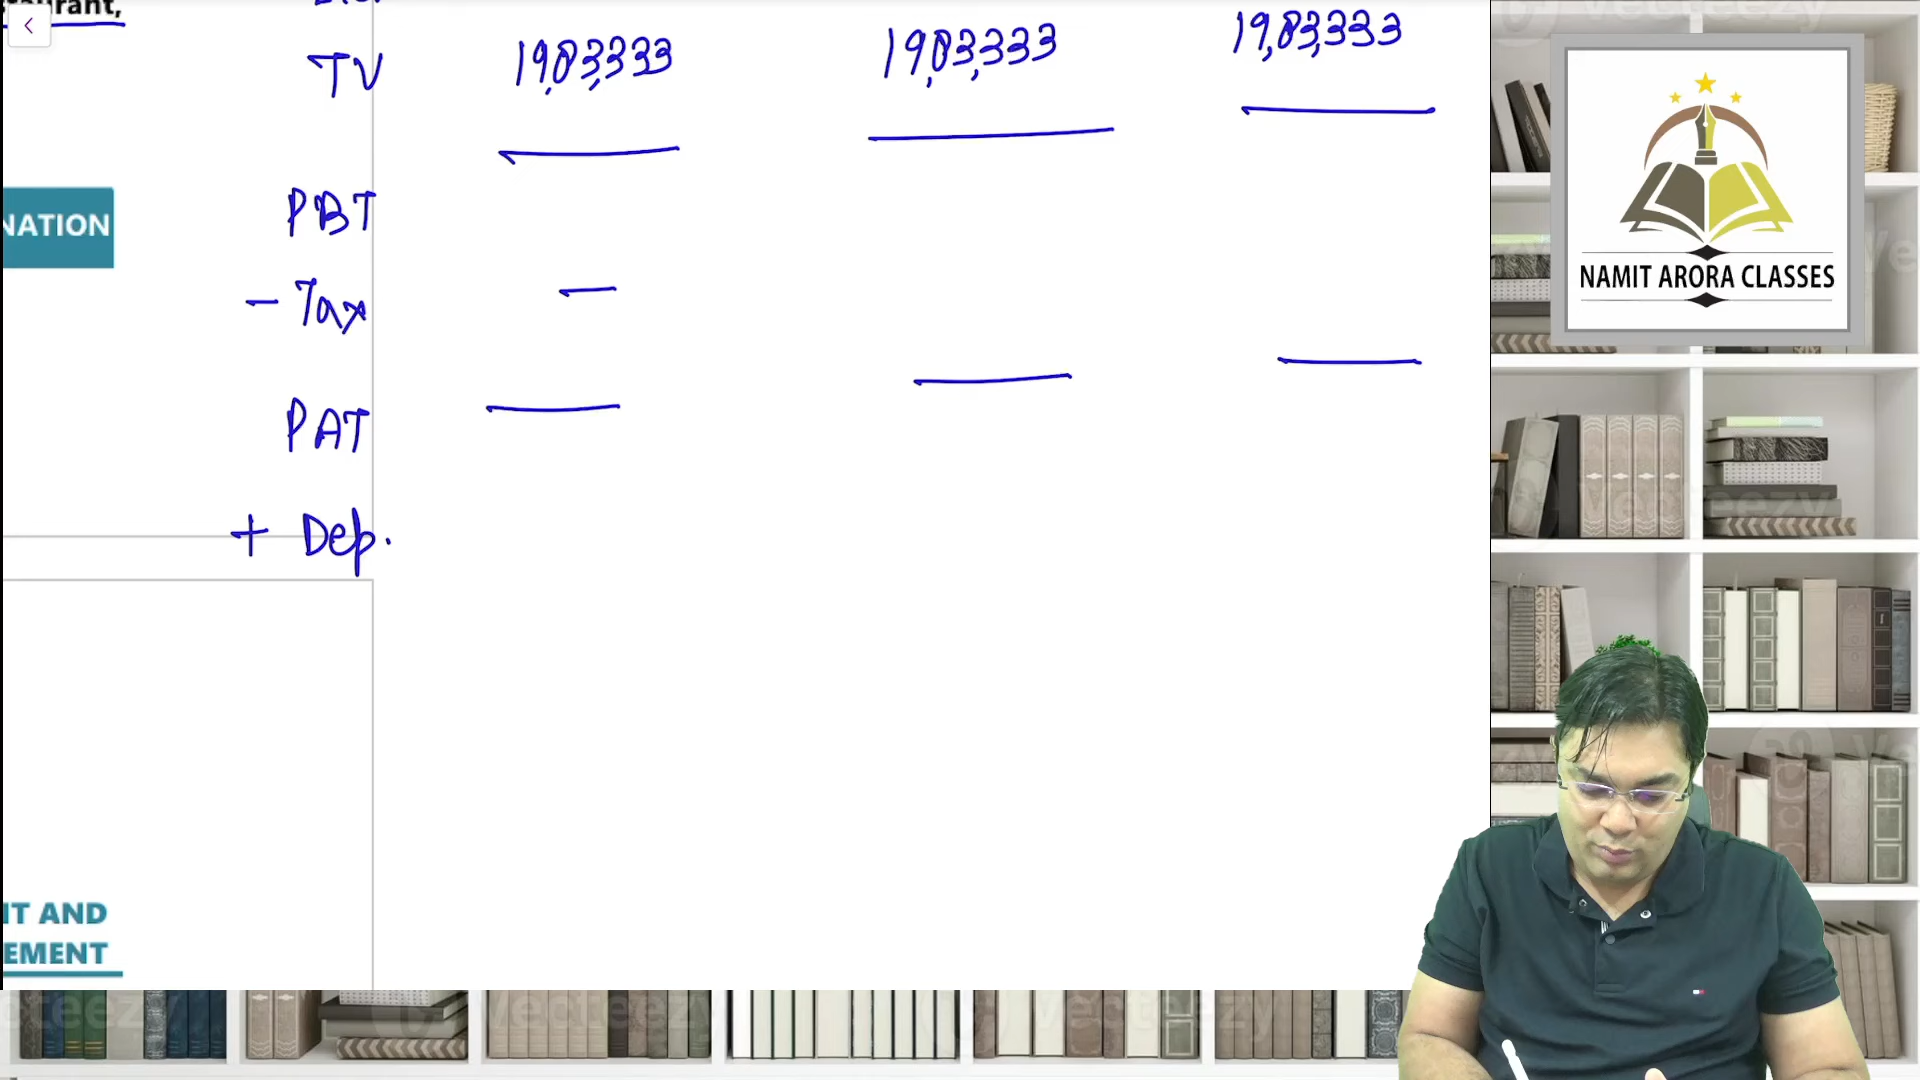 TV 19,83,333 19,83,333 19,83,333
PBT
NATION
- Tax —
PAT
+ Dep.
IT AND
EMENT
NAMIT ARORA CLASSES